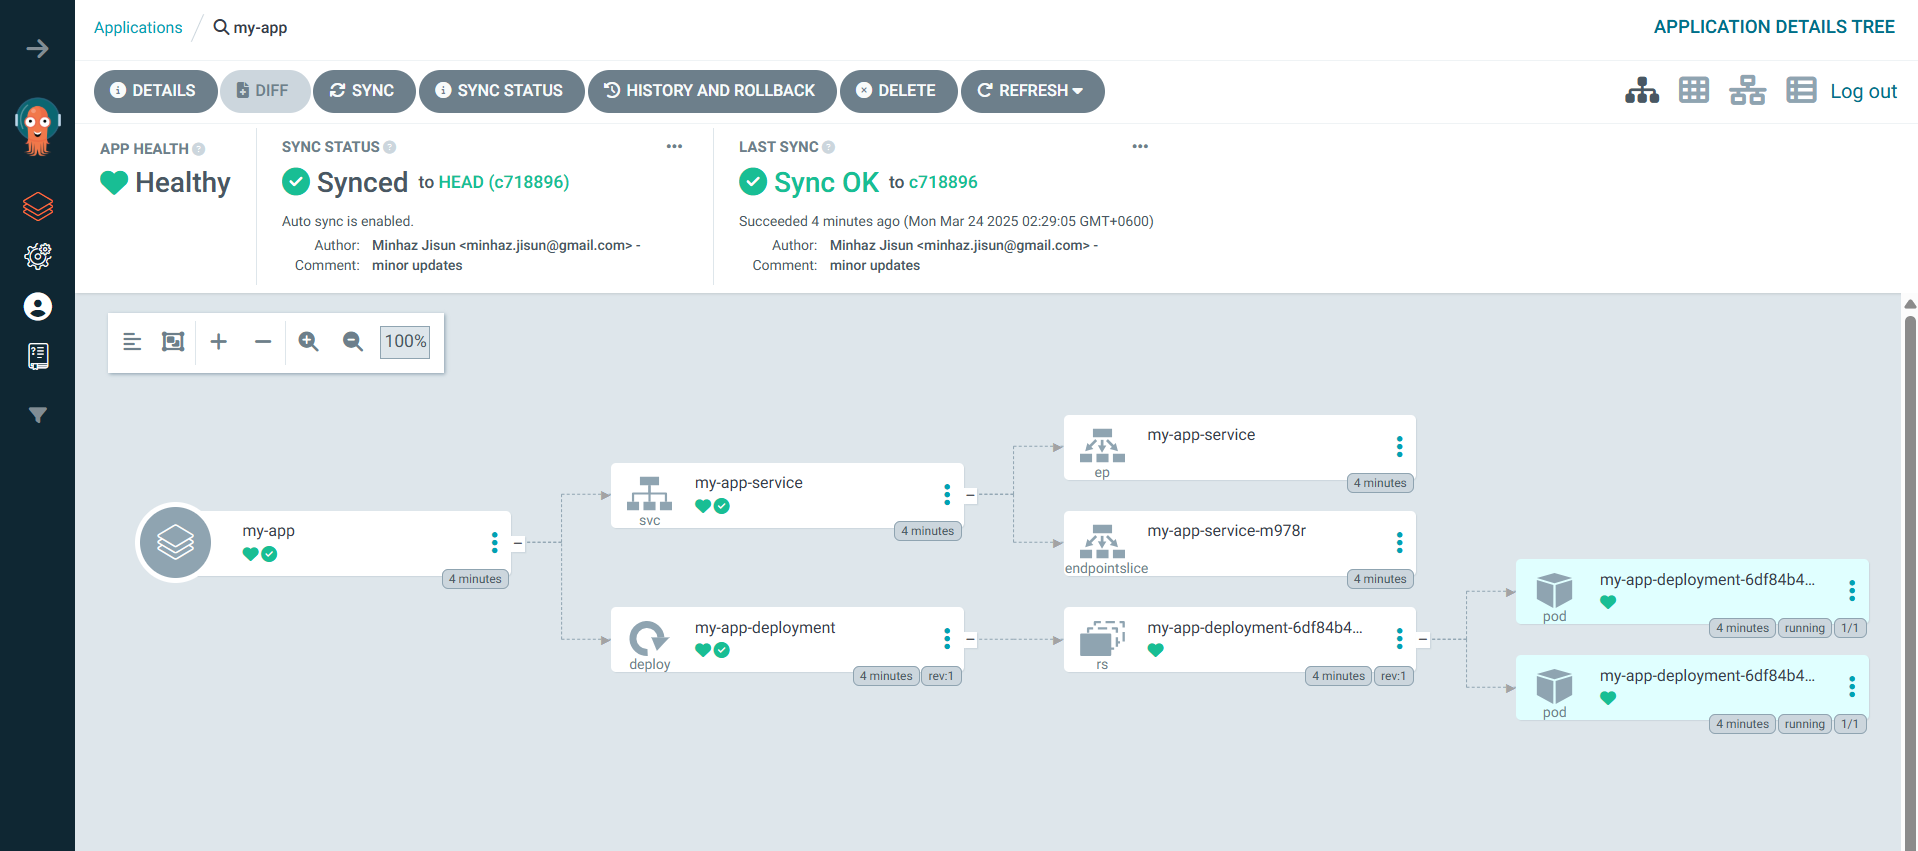 Applications / my-app
APPLICATION DETAILS TREE
DETAILS
DIFF
SYNC
SYNC STATUS
HISTORY AND ROLLBACK
DELETE
REFRESH
Log out
APP HEALTH
Healthy
SYNC STATUS
Synced to HEAD (c718896)
Auto sync is enabled.
Author: Minhaz Jisun <minhaz.jisun@gmail.com> -
Comment: minor updates
LAST SYNC
Sync OK to c718896
Succeeded 4 minutes ago (Mon Mar 24 2025 02:29:05 GMT+0600)
Author: Minhaz Jisun <minhaz.jisun@gmail.com> -
Comment: minor updates
100%
my-app
4 minutes
my-app-service
svc
4 minutes
my-app-deployment
deploy
4 minutes rev:1
my-app-service
ep
4 minutes
my-app-service-m978r
endpointslice
4 minutes
my-app-deployment-6df84b4...
rs
4 minutes rev:1
my-app-deployment-6df84b4...
pod
4 minutes running 1/1
my-app-deployment-6df84b4...
pod
4 minutes running 1/1